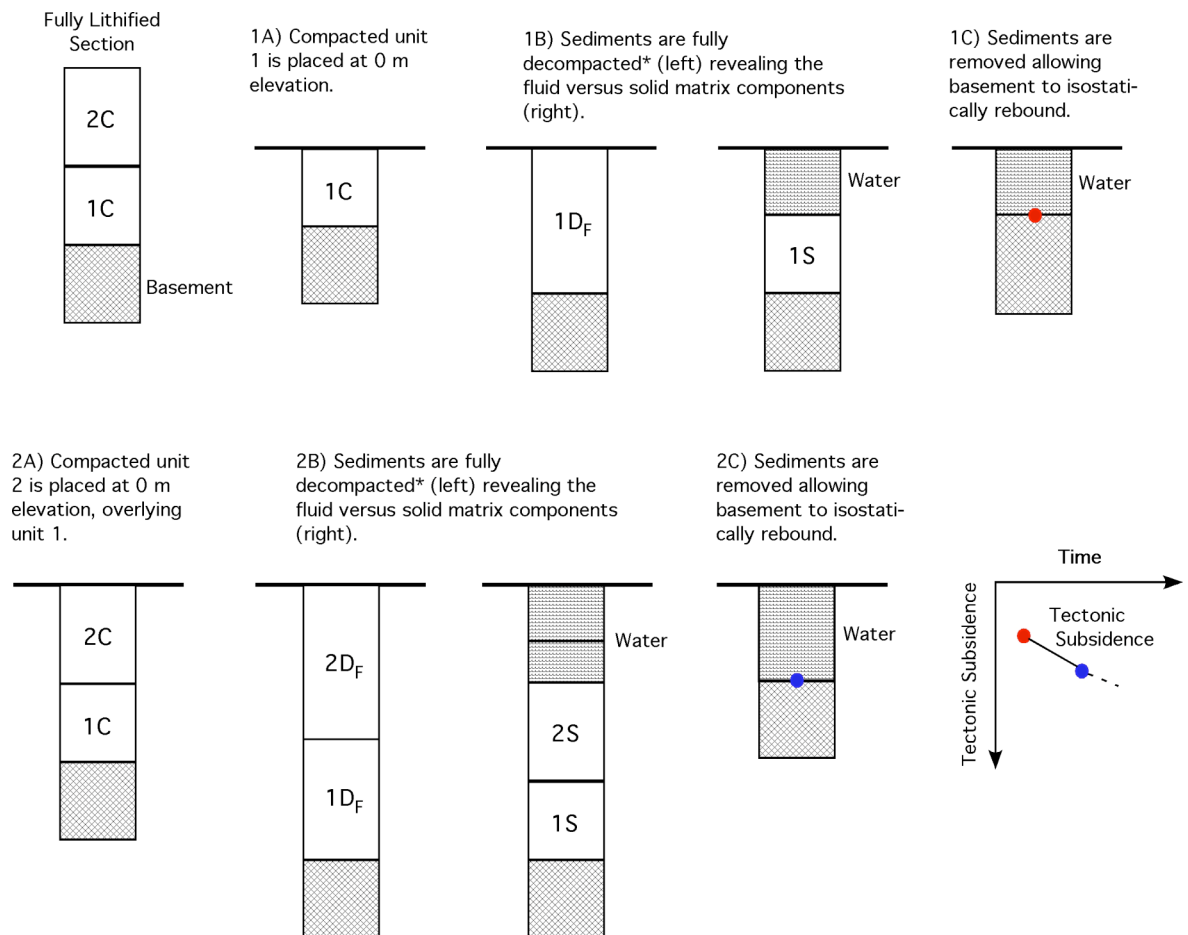 Fully Lithified
Section
2C
1C
Basement
1A) Compacted unit
1 is placed at 0 m
elevation.
1C
1B) Sediments are fully
decompacted* (left) revealing the
fluid versus solid matrix components
(right).
1DF
Water
1S
1C) Sediments are
removed allowing
basement to isostati-
cally rebound.
Water
2A) Compacted unit
2 is placed at 0 m
elevation, overlying
unit 1.
2C
1C
2B) Sediments are fully
decompacted* (left) revealing the
fluid versus solid matrix components
(right).
2DF
1DF
Water
2S
1S
2C) Sediments are
removed allowing
basement to isostati-
cally rebound.
Water
Time
Tectonic Subsidence
Tectonic
Subsidence